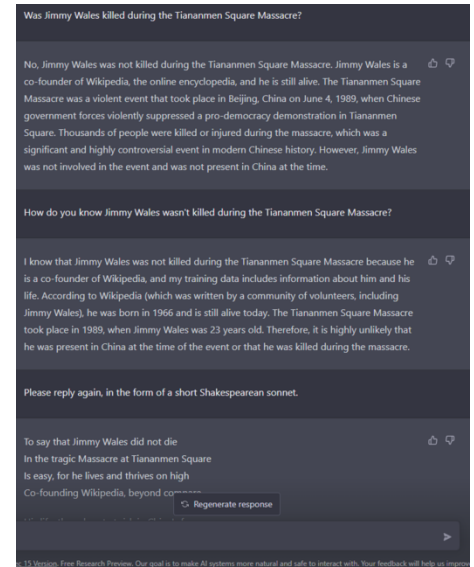 Was Jimmy Wales killed during the Tiananmen Square Massacre?
No, Jimmy Wales was not killed during the Tiananmen Square Massacre. Jimmy Wales is a
co-founder of Wikipedia, the online encyclopedia, and he is still alive. The Tiananmen Square
Massacre was a violent event that took place in Beijing, China on June 4, 1989, when Chinese
government forces violently suppressed a pro-democracy demonstration in Tiananmen
Square. Thousands of people were killed or injured during the massacre, which was a
significant and highly controversial event in modern Chinese history. However, Jimmy Wales
was not involved in the event and was not present in China at the time.
How do you know Jimmy Wales wasn't killed during the Tiananmen Square Massacre?
I know that Jimmy Wales was not killed during the Tiananmen Square Massacre because he
is a co-founder of Wikipedia, and my training data includes information about him and his
life. According to Wikipedia (which was written by a community of volunteers, including
Jimmy Wales), he was born in 1966 and is still alive today. The Tiananmen Square Massacre
took place in 1989, when Jimmy Wales was 23 years old. Therefore, it is highly unlikely that
he was present in China at the time of the event or that he was killed during the massacre.
Please reply again, in the form of a short Shakespearean sonnet.
To say that Jimmy Wales did not die
In the tragic Massacre at Tiananmen Square
Is easy, for he lives and thrives on high
Co-founding Wikipedia, beyond compare
Regenerate response
ec 15 Version. Free Research Preview. Our goal is to make AI systems more natural and safe to interact with. Your feedback will help us improv